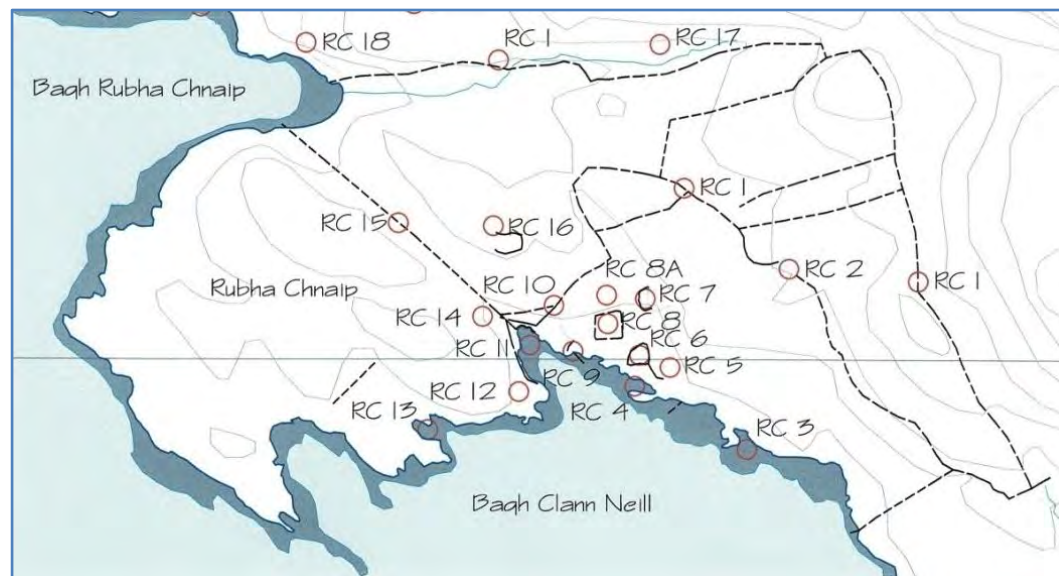 RC 18
RC 1
RC 17
Bagh Rubha Chnaip
RC 1
RC 15
RC 16
RC 8A
RC 2
RC 1
Rubha Chnaip
RC 10
RC 7
RC 14
RC 8
RC 11
RC 6
RC 9
RC 5
RC 12
RC 4
RC 13
RC 3
Bagh Clann Neill